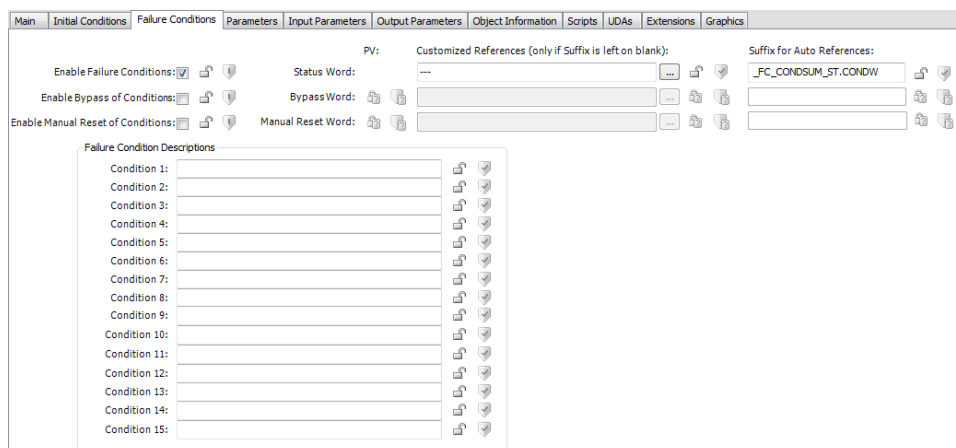 Main Initial Conditions Failure Conditions Parameters Input Parameters Output Parameters Object Information Scripts UDAs Extensions Graphics
PV: Customized References (only if Suffix is left on blank): Suffix for Auto References:
Enable Failure Conditions: Status Word: --- ... _FC_CONDSUM_ST.CONDW
Enable Bypass of Conditions: Bypass Word: ...
Enable Manual Reset of Conditions: Manual Reset Word: ...
Failure Condition Descriptions
Condition 1:
Condition 2:
Condition 3:
Condition 4:
Condition 5:
Condition 6:
Condition 7:
Condition 8:
Condition 9:
Condition 10:
Condition 11:
Condition 12:
Condition 13:
Condition 14:
Condition 15: